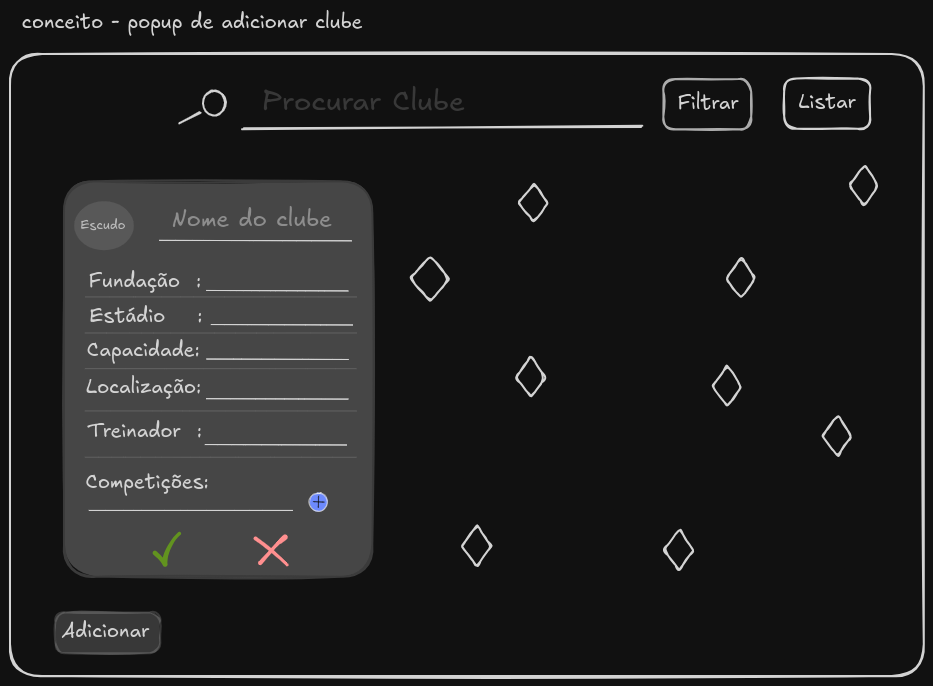 conceito - popup de adicionar clube
Procurar Clube
Filtrar
Listar
Escudo
Nome do clube
Fundação :
Estádio :
Capacidade:
Localização:
Treinador :
Competições:
Adicionar